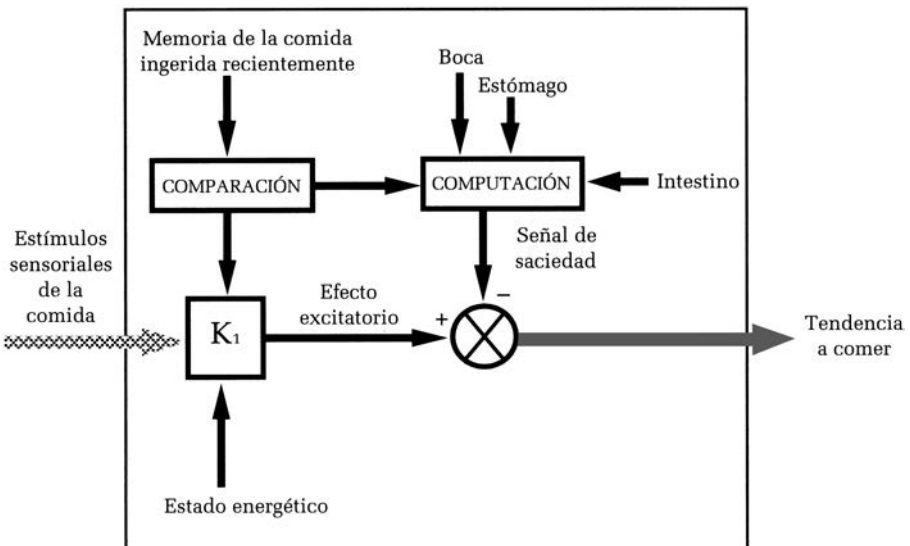 Memoria de la comida
ingerida recientemente
Boca
Estómago
COMPARACIÓN
COMPUTACIÓN
Intestino
Estímulos
sensoriales
de la
comida
Señal de
saciedad
K₁
Efecto
excitatorio
+
−
Tendencia
a comer
Estado energético